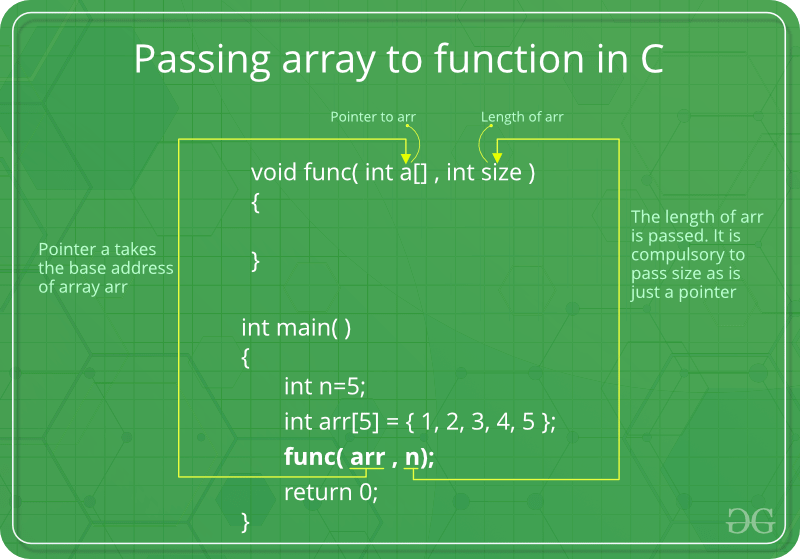 Passing array to function in C
Pointer to arr
Length of arr
void func( int a[] , int size )
{
}
Pointer a takes
the base address
of array arr
The length of arr
is passed. It is
compulsory to
pass size as is
just a pointer
int main( )
{
int n=5;
int arr[5] = { 1, 2, 3, 4, 5 };
func( arr , n);
return 0;
}